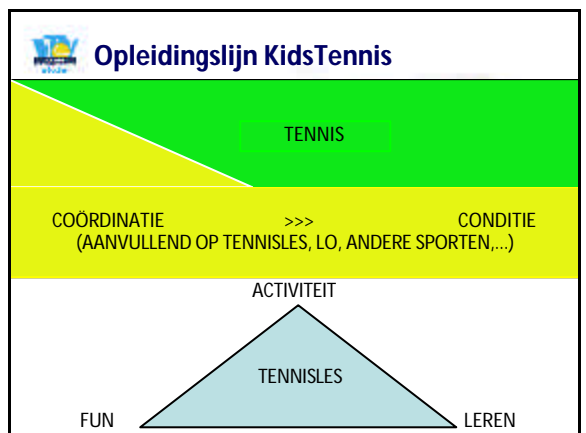 Opleidingslijn KidsTennis
TENNIS
COÖRDINATIE >>> CONDITIE
(AANVULLEND OP TENNISLES, LO, ANDERE SPORTEN,...)
ACTIVITEIT
TENNISLES
FUN LEREN